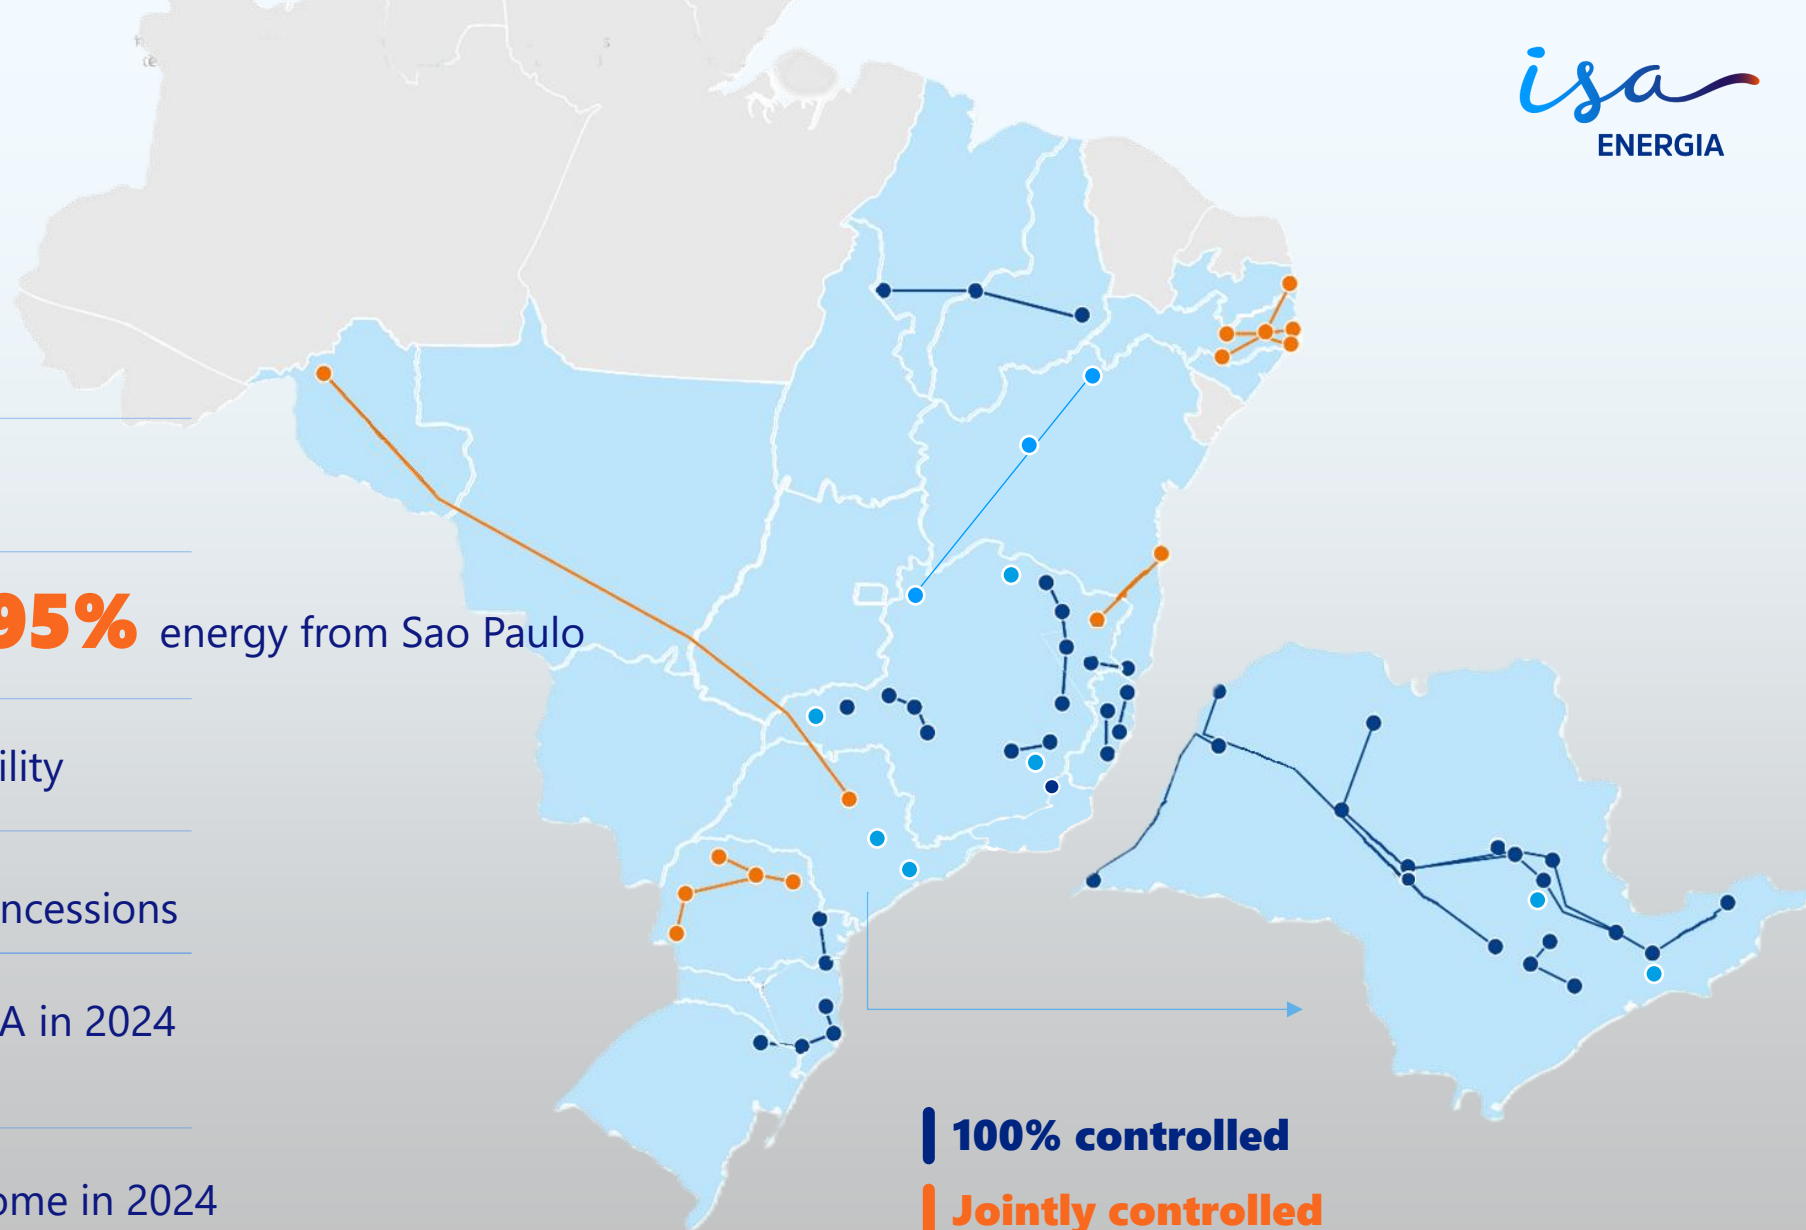 isa
ENERGIA
95% energy from Sao Paulo
ility
ncessions
A in 2024
ome in 2024
100% controlled
Jointly controlled